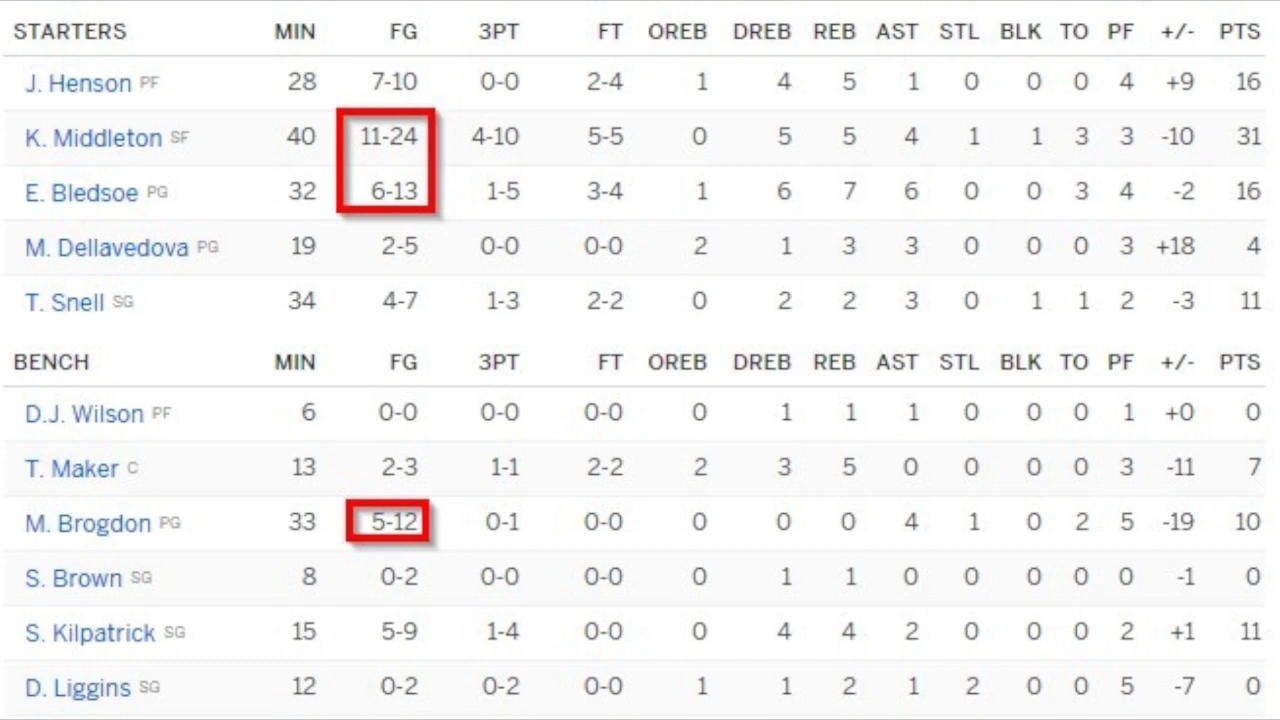 STARTERS MIN FG 3PT FT OREB DREB REB AST STL BLK TO PF +/- PTS
J. Henson PF 28 7-10 0-0 2-4 1 4 5 1 0 0 0 4 +9 16
K. Middleton SF 40 11-24 4-10 5-5 0 5 5 4 1 1 3 3 -10 31
E. Bledsoe PG 32 6-13 1-5 3-4 1 6 7 6 0 0 3 4 -2 16
M. Dellavedova PG 19 2-5 0-0 0-0 2 1 3 3 0 0 0 3 +18 4
T. Snell SG 34 4-7 1-3 2-2 0 2 2 3 0 1 1 2 -3 11
BENCH MIN FG 3PT FT OREB DREB REB AST STL BLK TO PF +/- PTS
D.J. Wilson PF 6 0-0 0-0 0-0 0 1 1 1 0 0 0 1 +0 0
T. Maker C 13 2-3 1-1 2-2 2 3 5 0 0 0 0 3 -11 7
M. Brogdon PG 33 5-12 0-1 0-0 0 0 0 4 1 0 2 5 -19 10
S. Brown SG 8 0-2 0-0 0-0 0 1 1 0 0 0 0 0 -1 0
S. Kilpatrick SG 15 5-9 1-4 0-0 0 4 4 2 0 0 0 2 +1 11
D. Liggins SG 12 0-2 0-2 0-0 1 1 2 1 2 0 0 5 -7 0